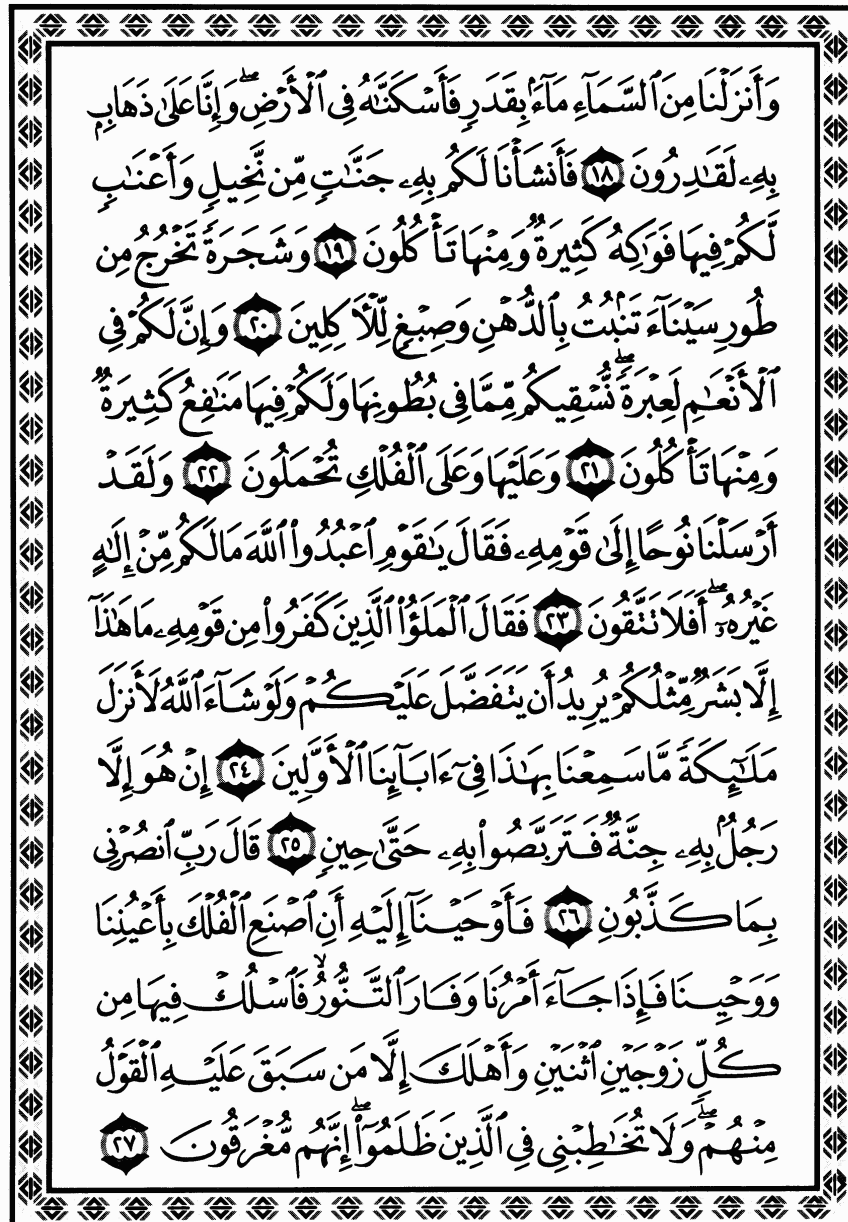 وَأَنزَلْنَا مِنَ ٱلسَّمَآءِ مَآءًۢ بِقَدَرٍ فَأَسْكَنَّٰهُ فِى ٱلْأَرْضِ ۖ وَإِنَّا عَلَىٰ ذَهَابٍۭ
بِهِۦ لَقَٰدِرُونَ ١٨ فَأَنشَأْنَا لَكُم بِهِۦ جَنَّٰتٍ مِّن نَّخِيلٍ وَأَعْنَٰبٍ
لَّكُمْ فِيهَا فَوَٰكِهُ كَثِيرَةٌ وَمِنْهَا تَأْكُلُونَ ١٩ وَشَجَرَةً تَخْرُجُ مِن
طُورِ سَيْنَآءَ تَنۢبُتُ بِٱلدُّهْنِ وَصِبْغٍ لِّلْءَاكِلِينَ ٢٠ وَإِنَّ لَكُمْ فِى
ٱلْأَنْعَٰمِ لَعِبْرَةً ۖ نُّسْقِيكُم مِّمَّا فِى بُطُونِهَا وَلَكُمْ فِيهَا مَنَٰفِعُ كَثِيرَةٌ
وَمِنْهَا تَأْكُلُونَ ٢١ وَعَلَيْهَا وَعَلَى ٱلْفُلْكِ تُحْمَلُونَ ٢٢ وَلَقَدْ
أَرْسَلْنَا نُوحًا إِلَىٰ قَوْمِهِۦ فَقَالَ يَٰقَوْمِ ٱعْبُدُوا۟ ٱللَّهَ مَا لَكُم مِّنْ إِلَٰهٍ
غَيْرُهُۥٓ ۖ أَفَلَا تَتَّقُونَ ٢٣ فَقَالَ ٱلْمَلَؤُا۟ ٱلَّذِينَ كَفَرُوا۟ مِن قَوْمِهِۦ مَا هَٰذَآ
إِلَّا بَشَرٌ مِّثْلُكُمْ يُرِيدُ أَن يَتَفَضَّلَ عَلَيْكُمْ وَلَوْ شَآءَ ٱللَّهُ لَأَنزَلَ
مَلَٰٓئِكَةً مَّا سَمِعْنَا بِهَٰذَا فِىٓ ءَابَآئِنَا ٱلْأَوَّلِينَ ٢٤ إِنْ هُوَ إِلَّا
رَجُلٌۢ بِهِۦ جِنَّةٌ فَتَرَبَّصُوا۟ بِهِۦ حَتَّىٰ حِينٍ ٢٥ قَالَ رَبِّ ٱنصُرْنِى
بِمَا كَذَّبُونِ ٢٦ فَأَوْحَيْنَآ إِلَيْهِ أَنِ ٱصْنَعِ ٱلْفُلْكَ بِأَعْيُنِنَا
وَوَحْيِنَا فَإِذَا جَآءَ أَمْرُنَا وَفَارَ ٱلتَّنُّورُ ۙ فَٱسْلُكْ فِيهَا مِن
كُلٍّ زَوْجَيْنِ ٱثْنَيْنِ وَأَهْلَكَ إِلَّا مَن سَبَقَ عَلَيْهِ ٱلْقَوْلُ
مِنْهُمْ ۖ وَلَا تُخَٰطِبْنِى فِى ٱلَّذِينَ ظَلَمُوٓا۟ ۖ إِنَّهُم مُّغْرَقُونَ ٢٧